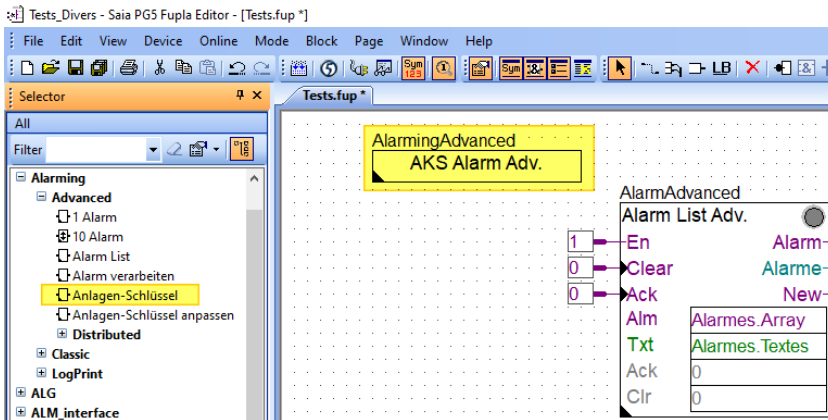 Tests_Divers - Saia PG5 Fupla Editor - [Tests.fup *]
File Edit View Device Online Mode Block Page Window Help
Sym 123 Sym LB
Selector
Tests.fup *
All
Filter
Alarming
Advanced
1 Alarm
10 Alarm
Alarm List
Alarm verarbeiten
Anlagen-Schlüssel
Anlagen-Schlüssel anpassen
Distributed
Classic
LogPrint
ALG
ALM_interface
AlarmingAdvanced
AKS Alarm Adv.
AlarmAdvanced
Alarm List Adv.
1 En Alarm
0 Clear Alarme
0 Ack New
Alm Alarmes.Array
Txt Alarmes.Textes
Ack 0
Clr 0